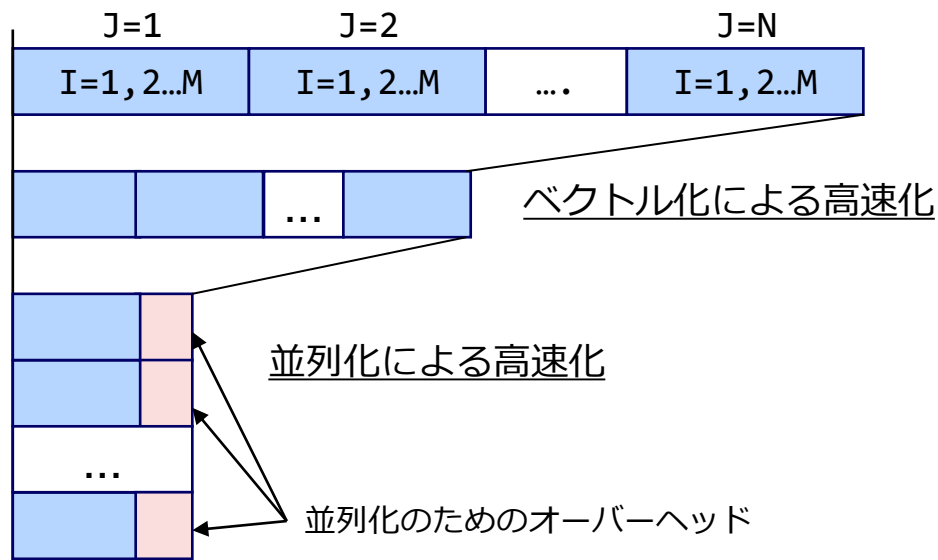 J=1 J=2 J=N
I=1,2…M I=1,2…M …. I=1,2…M
… ベクトル化による高速化
並列化による高速化
…
並列化のためのオーバーヘッド